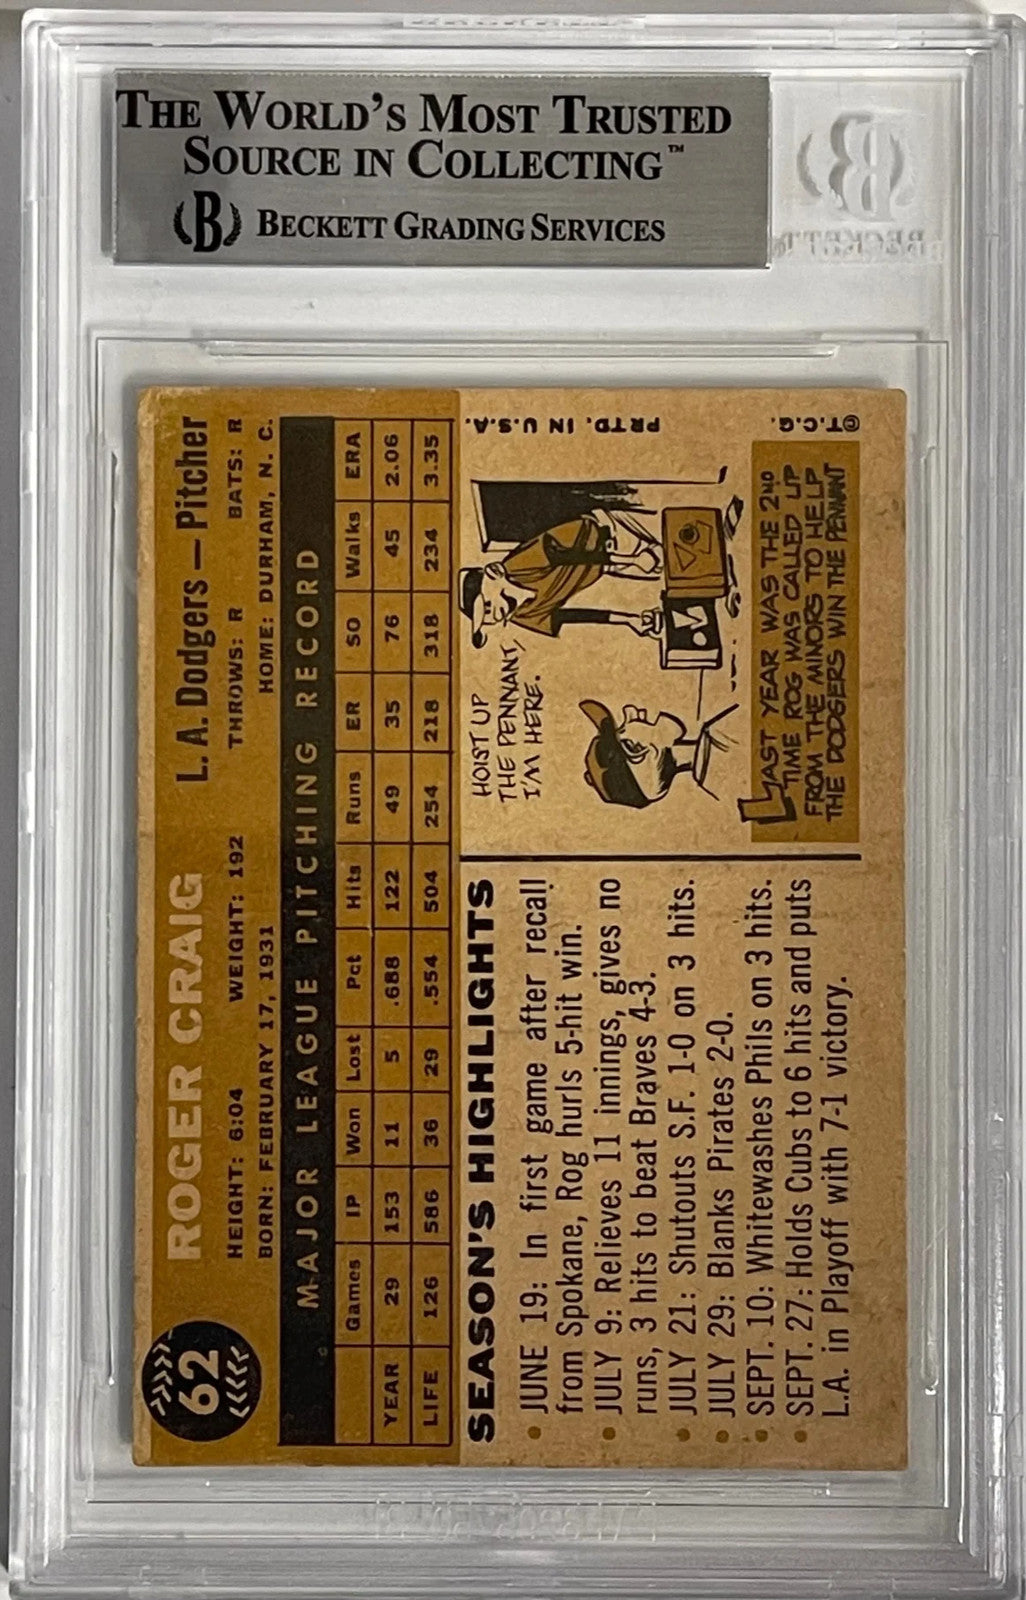 THE WORLD'S MOST TRUSTED
SOURCE IN COLLECTING™
B BECKETT GRADING SERVICES
BECKETT
62
ROGER CRAIG
L. A. Dodgers — Pitcher
HEIGHT: 6:04 WEIGHT: 192 THROWS: R BATS: R
BORN: FEBRUARY 17, 1931 HOME: DURHAM, N. C.
MAJOR LEAGUE PITCHING RECORD
Games IP Won Lost Pct Hits Runs ER SO Walks ERA
YEAR 29 153 11 5 .688 122 49 35 76 45 2.06
LIFE 126 586 36 29 .554 504 254 218 318 234 3.35
SEASON'S HIGHLIGHTS
• JUNE 19: In first game after recall
from Spokane, Rog hurls 5-hit win.
• JULY 9: Relieves 11 innings, gives no
runs, 3 hits to beat Braves 4-3.
• JULY 21: Shutouts S.F. 1-0 on 3 hits.
• JULY 29: Blanks Pirates 2-0.
• SEPT. 10: Whitewashes Phils on 3 hits.
• SEPT. 27: Holds Cubs to 6 hits and puts
L.A. in Playoff with 7-1 victory.
HOIST UP
THE PENNANT,
I'M HERE.
LAST YEAR WAS THE 2ND
TIME ROG WAS CALLED UP
FROM THE MINORS TO HELP
THE DODGERS WIN THE PENNANT
©T.C.G. PRTD. IN U.S.A.